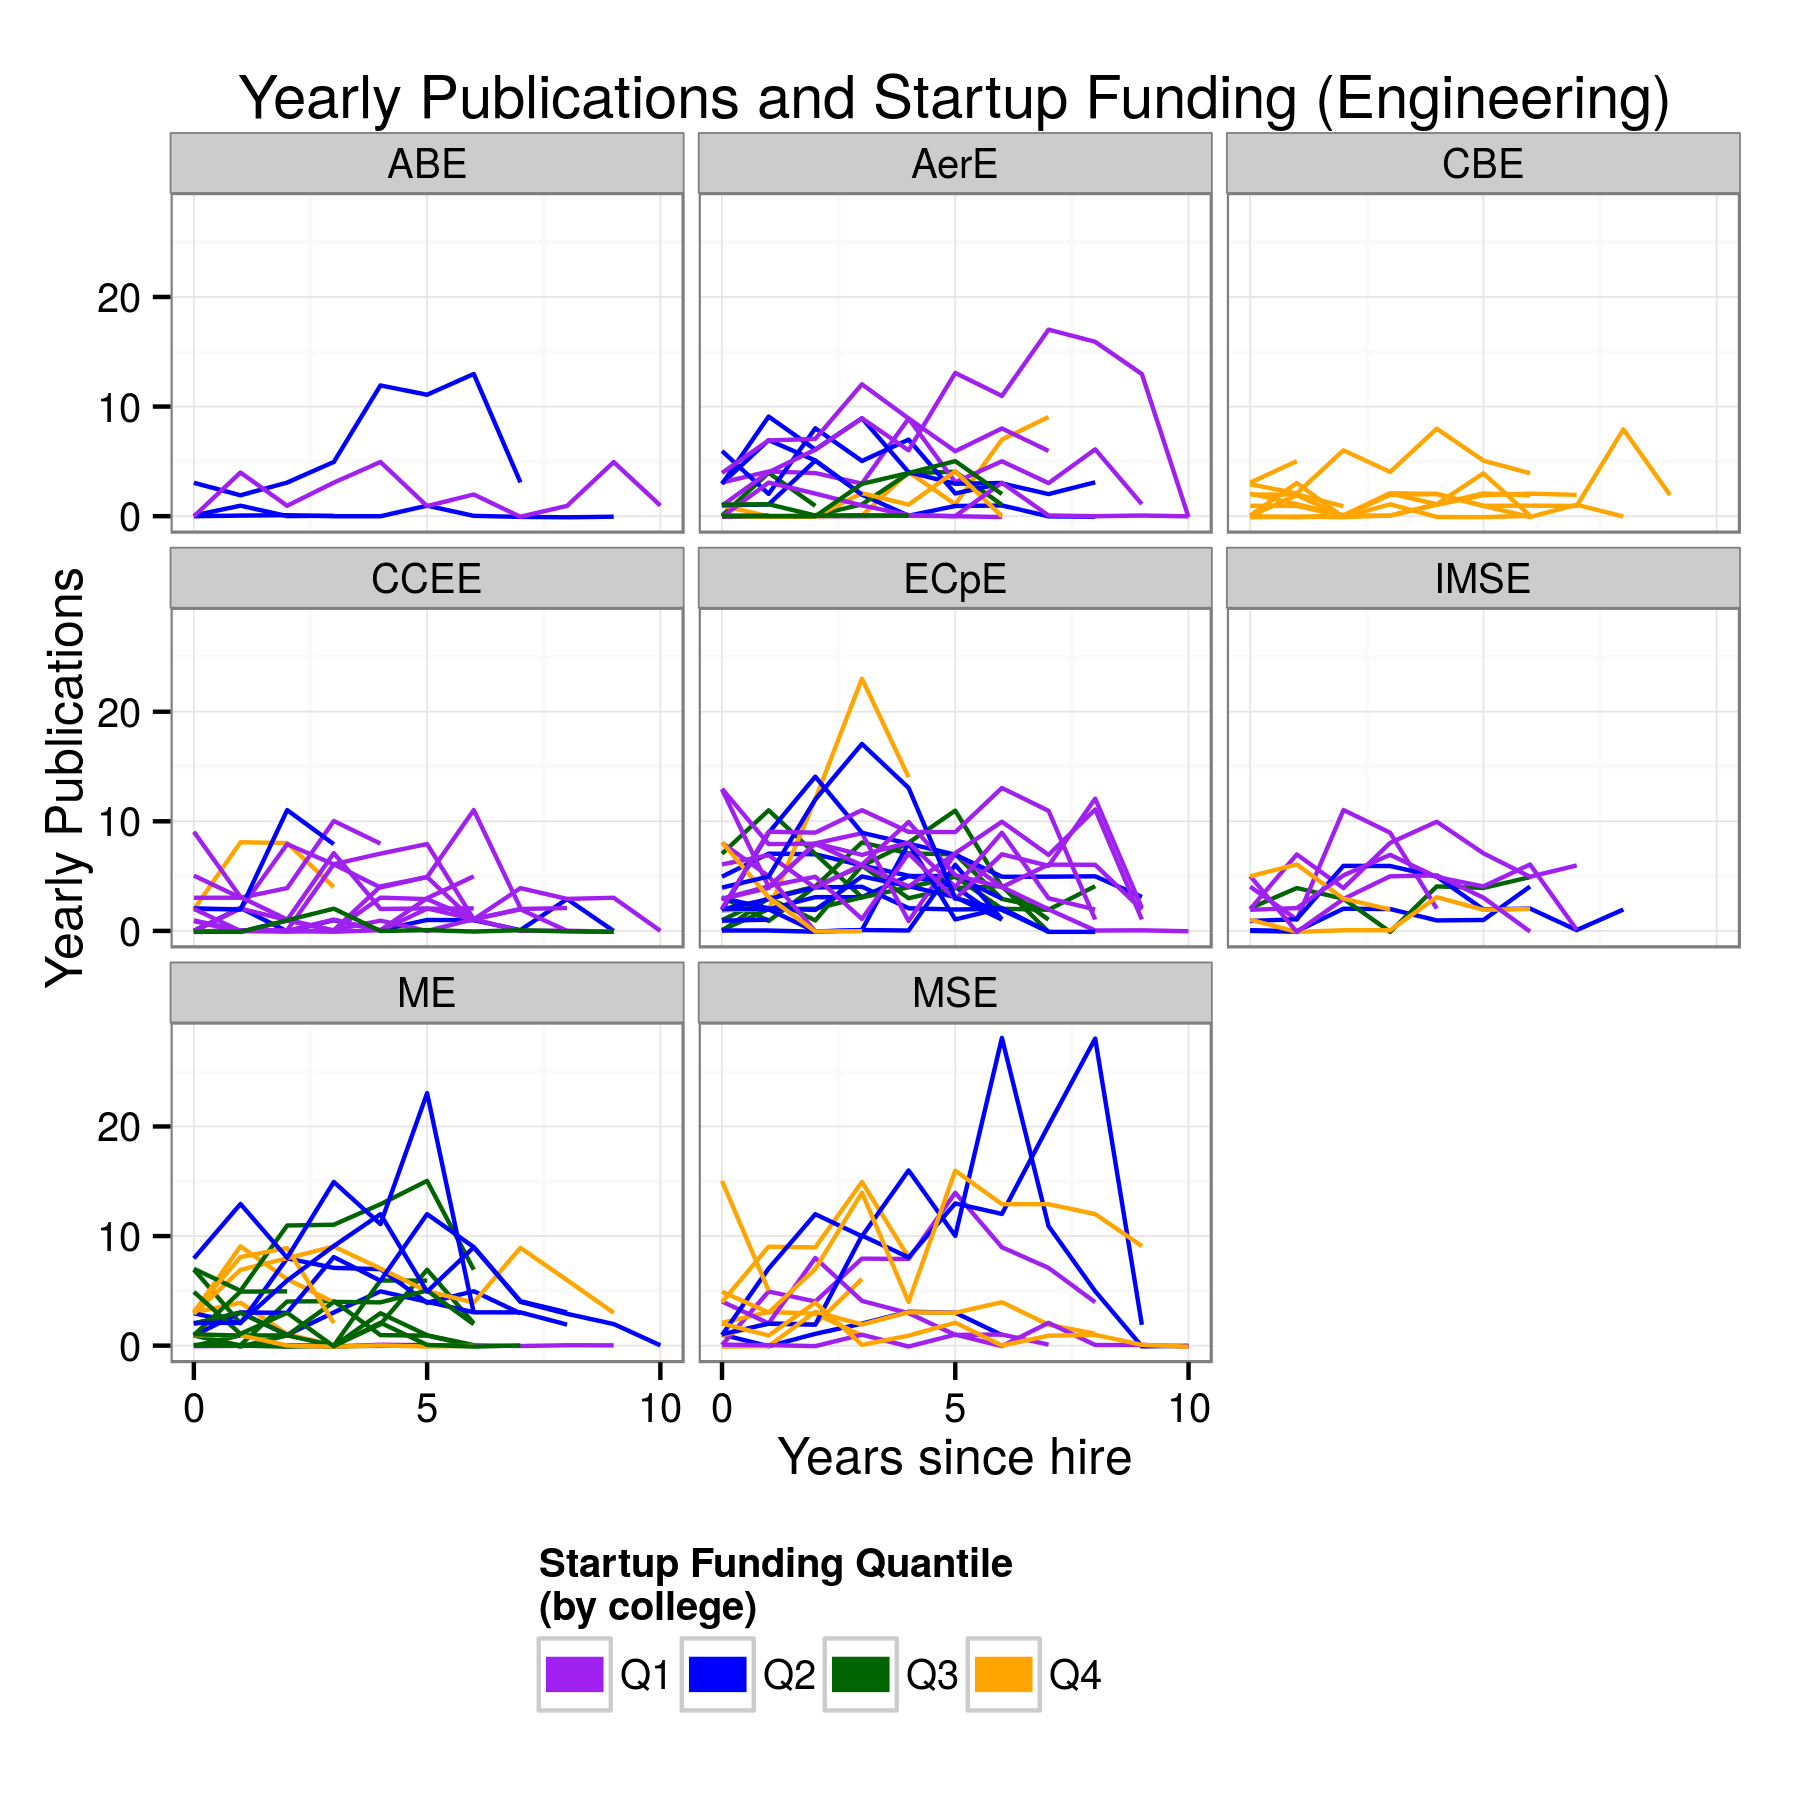 Yearly Publications and Startup Funding (Engineering)
ABE
AerE
CBE
20
10
0
CCEE
ECpE
IMSE
20
10
0
Yearly Publications
ME
MSE
20
10
0
0 5 10 0 5 10
Years since hire
Startup Funding Quantile
(by college)
Q1 Q2 Q3 Q4